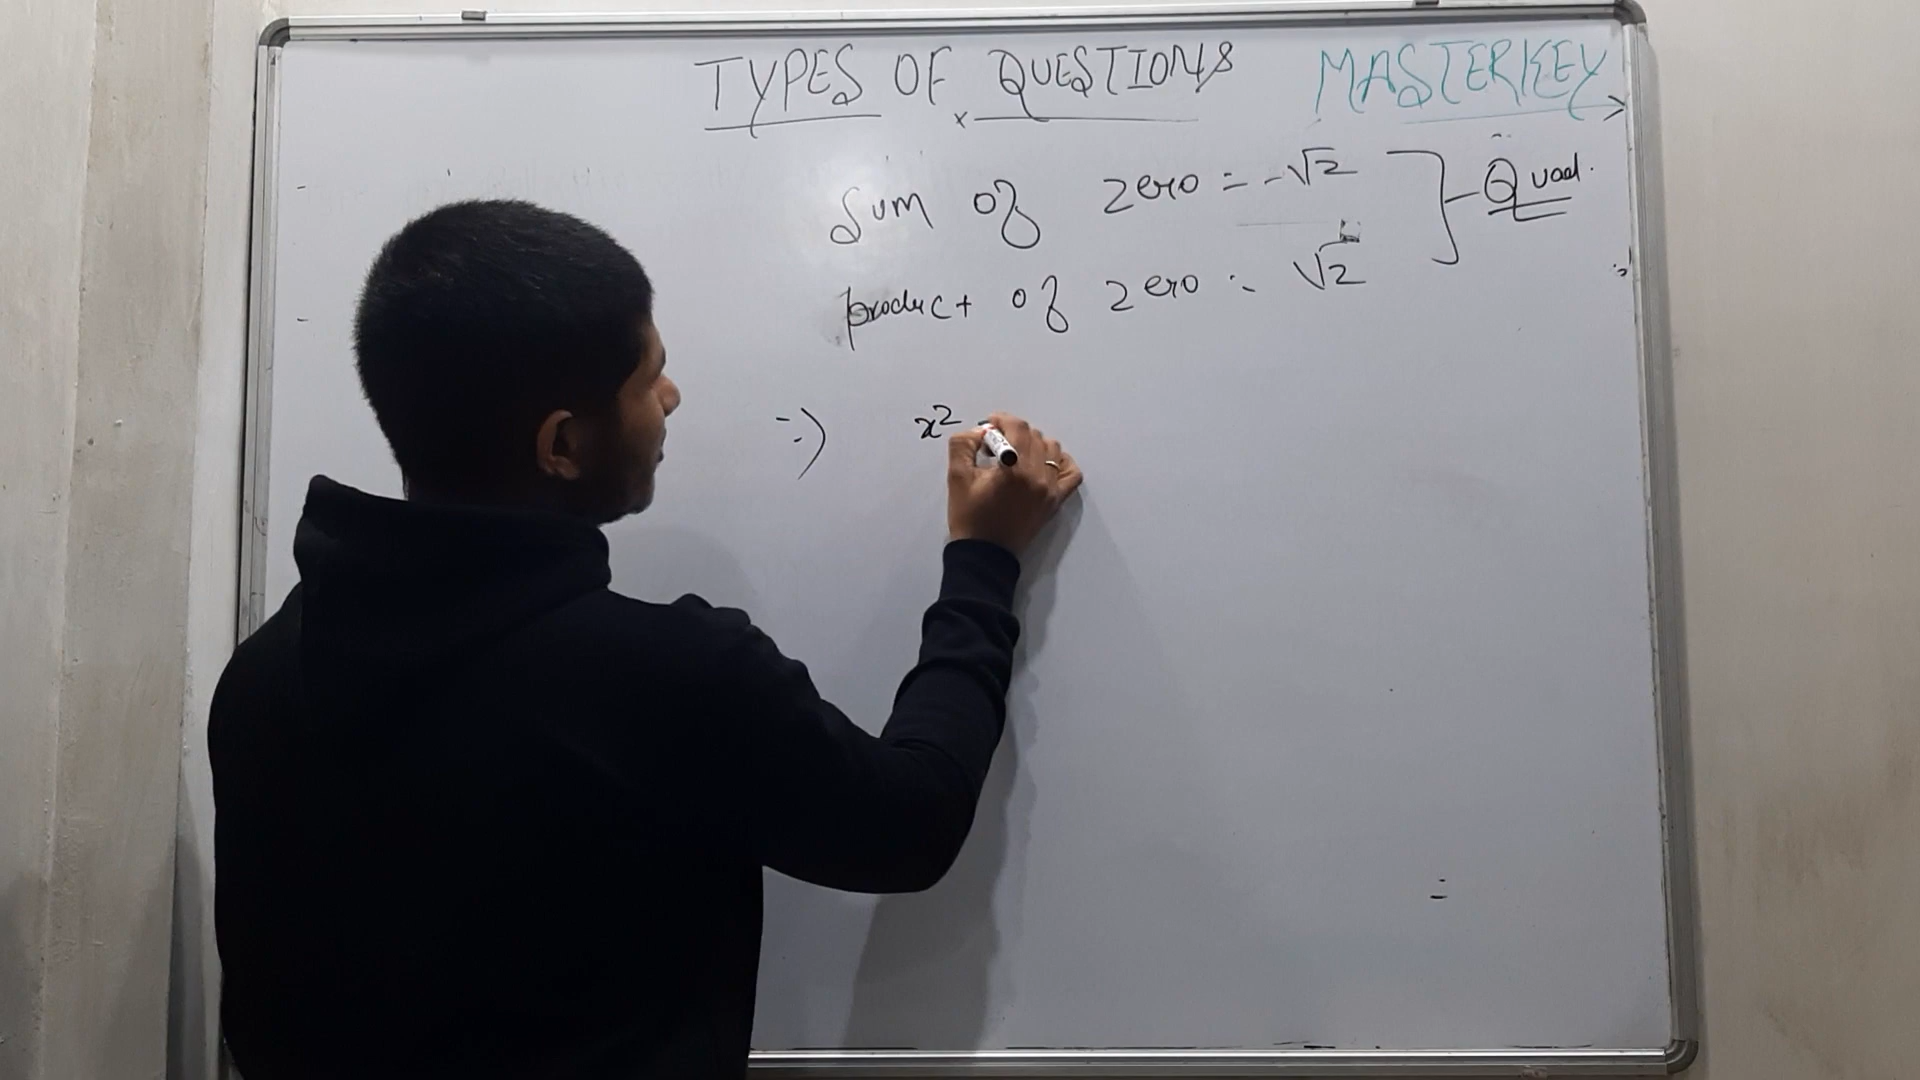 TYPES OF QUESTIONS MASTERKEY
Sum of zero = -√2 Quad.
product of zero = √2
=) x²